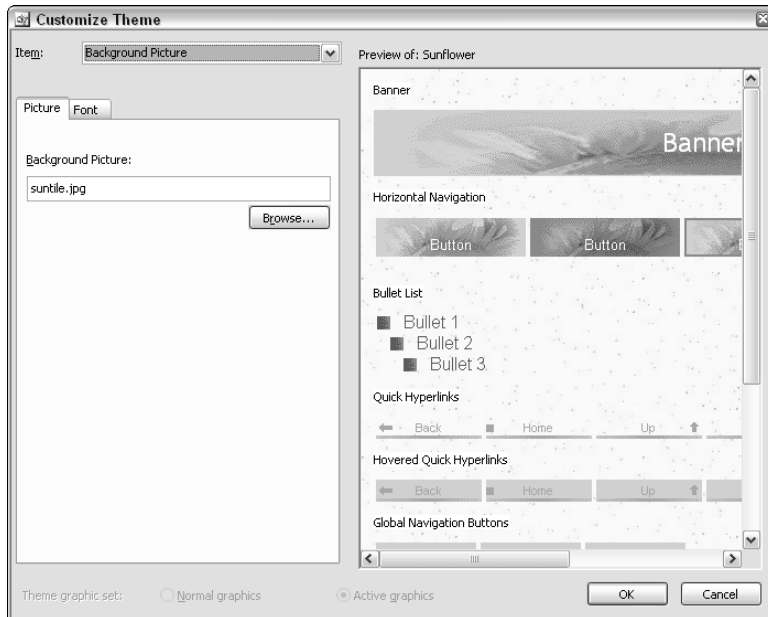 Customize Theme
Item:
Background Picture
Picture
Font
Background Picture:
suntile.jpg
Browse...
Preview of: Sunflower
Banner
Banner
Horizontal Navigation
Button
Button
Bullet List
Bullet 1
Bullet 2
Bullet 3
Quick Hyperlinks
Back
Home
Up
Hovered Quick Hyperlinks
Back
Home
Up
Global Navigation Buttons
Theme graphic set:
Normal graphics
Active graphics
OK
Cancel